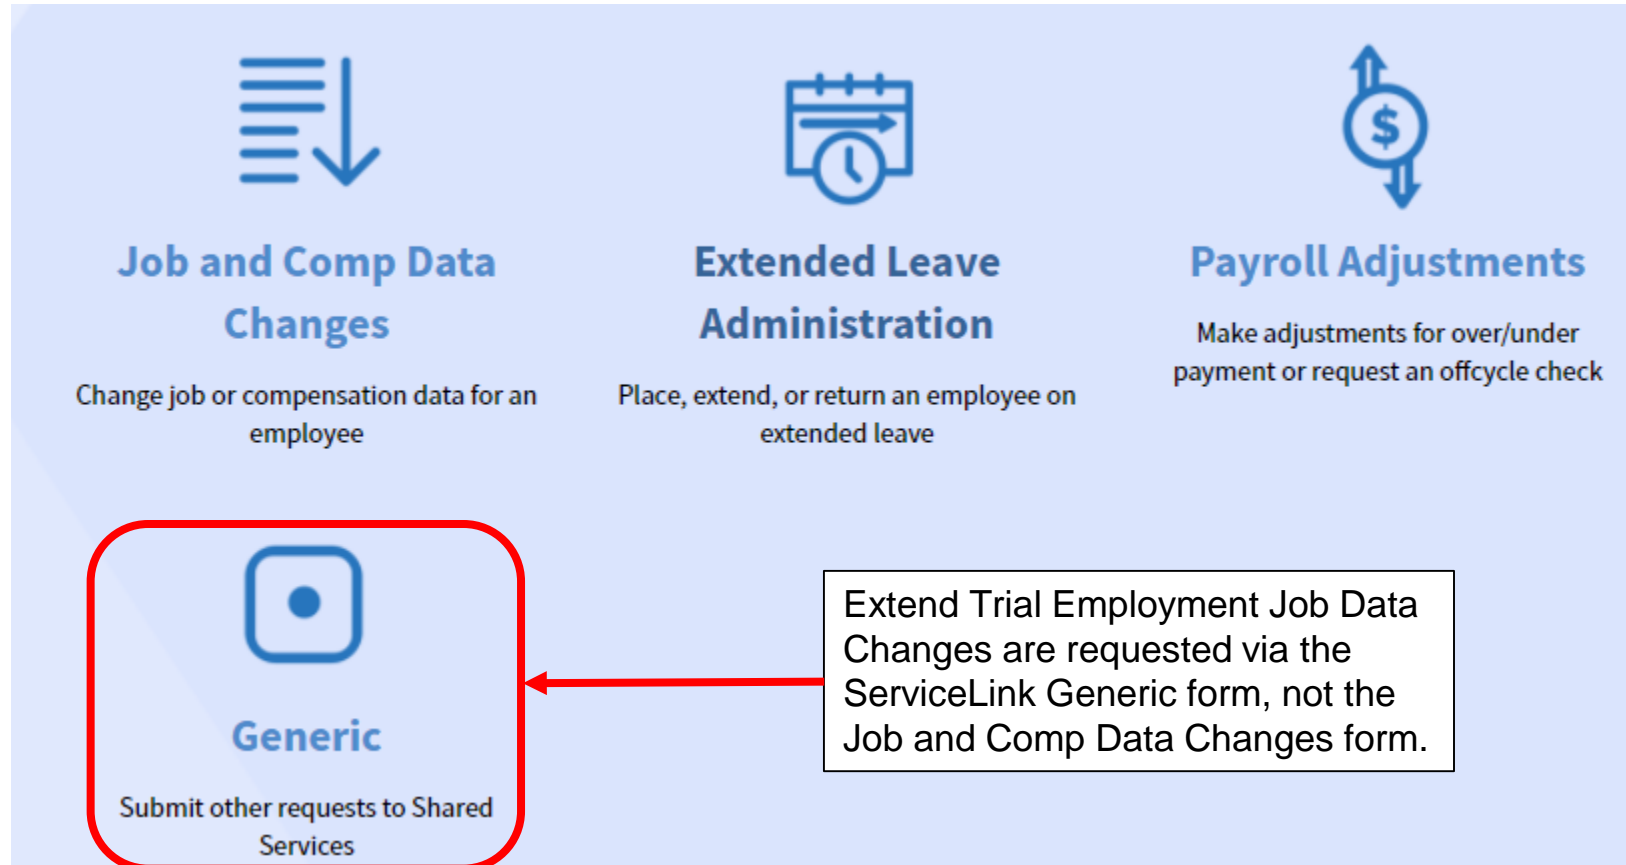 Job and Comp Data
Changes
Change job or compensation data for an
employee
Extended Leave
Administration
Place, extend, or return an employee on
extended leave
$
Payroll Adjustments
Make adjustments for over/under
payment or request an offcycle check
Generic
Submit other requests to Shared
Services
Extend Trial Employment Job Data
Changes are requested via the
ServiceLink Generic form, not the
Job and Comp Data Changes form.